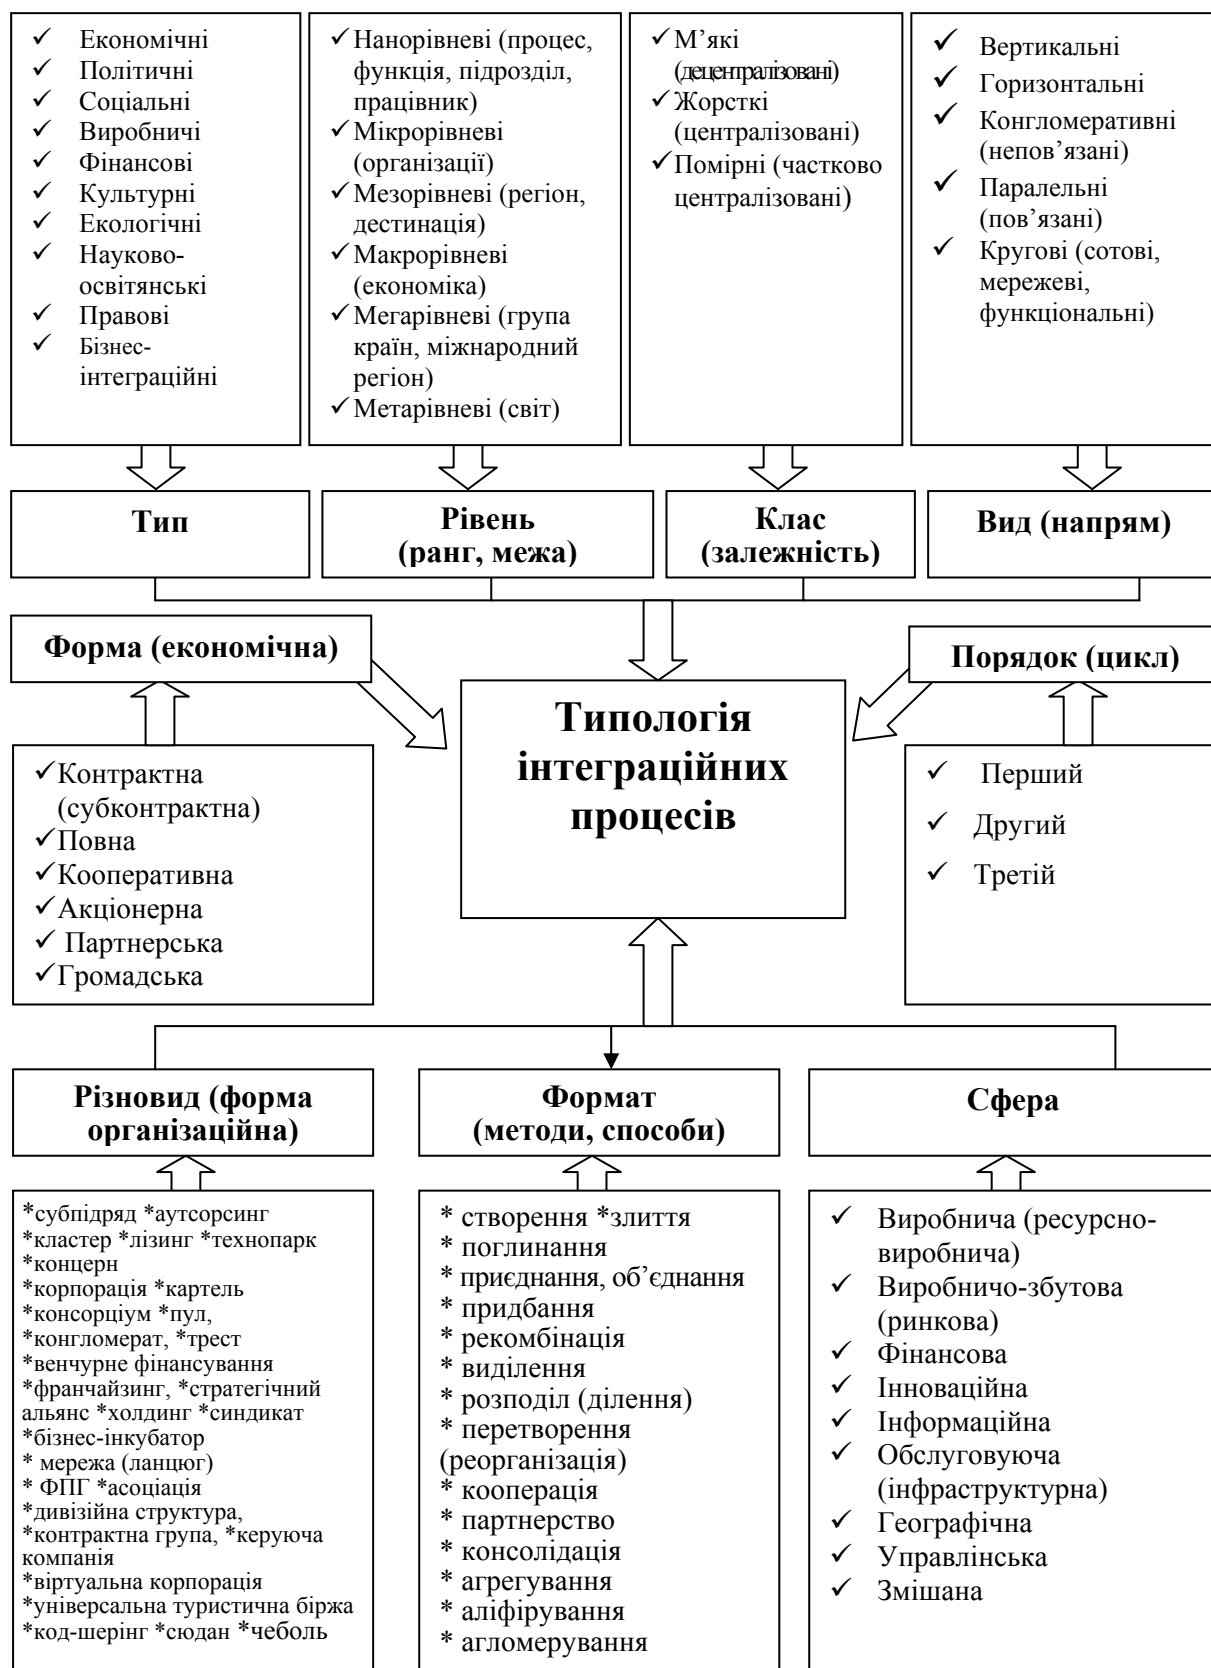 ✓ Економічні
✓ Політичні
✓ Соціальні
✓ Виробничі
✓ Фінансові
✓ Культурні
✓ Екологічні
✓ Науково-
освітянські
✓ Правові
✓ Бізнес-
інтеграційні
✓ Нанорівневі (процес,
функція, підрозділ,
працівник)
✓ Мікрорівневі
(організації)
✓ Мезорівневі (регіон,
дестинація)
✓ Макрорівневі
(економіка)
✓ Мегарівневі (група
країн, міжнародний
регіон)
✓ Метарівневі (світ)
✓ М’які
(децентралізовані)
✓ Жорсткі
(централізовані)
✓ Помірні (частково
централізовані)
✓ Вертикальні
✓ Горизонтальні
✓ Конгломеративні
(непов’язані)
✓ Паралельні
(пов’язані)
✓ Кругові (сотові,
мережеві,
функціональні)
Тип
Рівень
(ранг, межа)
Клас
(залежність)
Вид (напрям)
Форма (економічна)
Порядок (цикл)
Типологія
інтеграційних
процесів
✓ Контрактна
(субконтрактна)
✓ Повна
✓ Кооперативна
✓ Акціонерна
✓ Партнерська
✓ Громадська
✓ Перший
✓ Другий
✓ Третій
Різновид (форма
організаційна)
Формат
(методи, способи)
Сфера
*субпідряд *аутсорсинг
*кластер *лізинг *технопарк
*концерн
*корпорація *картель
*консорціум *пул,
*конгломерат, *трест
*венчурне фінансування
*франчайзинг, *стратегічний
альянс *холдинг *синдикат
*бізнес-інкубатор
* мережа (ланцюг)
* ФПГ *асоціація
*дивізійна структура,
*контрактна група, *керуюча
компанія
*віртуальна корпорація
*універсальна туристична біржа
*код-шерінг *сюдан *чеболь
* створення *злиття
* поглинання
* приєднання, об’єднання
* придбання
* рекомбінація
* виділення
* розподіл (ділення)
* перетворення
(реорганізація)
* кооперація
* партнерство
* консолідація
* агрегування
* аліфірування
* агломерування
✓ Виробнича (ресурсно-
виробнича)
✓ Виробничо-збутова
(ринкова)
✓ Фінансова
✓ Інноваційна
✓ Інформаційна
✓ Обслуговуюча
(інфраструктурна)
✓ Географічна
✓ Управлінська
✓ Змішана